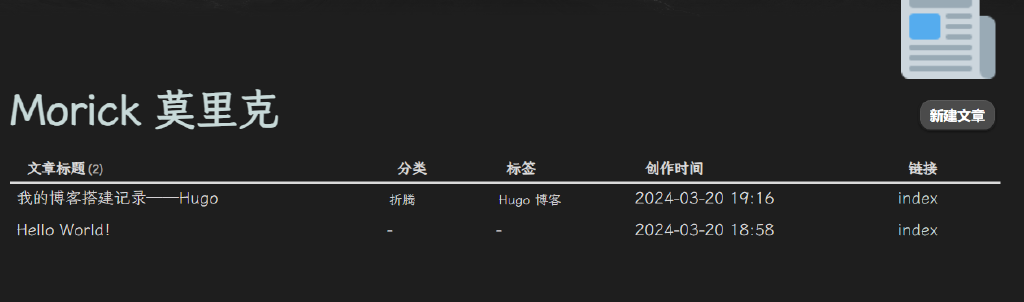 Morick 莫里克
新建文章
文章标题 (2) 分类 标签 创作时间 链接
我的博客搭建记录——Hugo 折腾 Hugo 博客 2024-03-20 19:16 index
Hello World! - - 2024-03-20 18:58 index